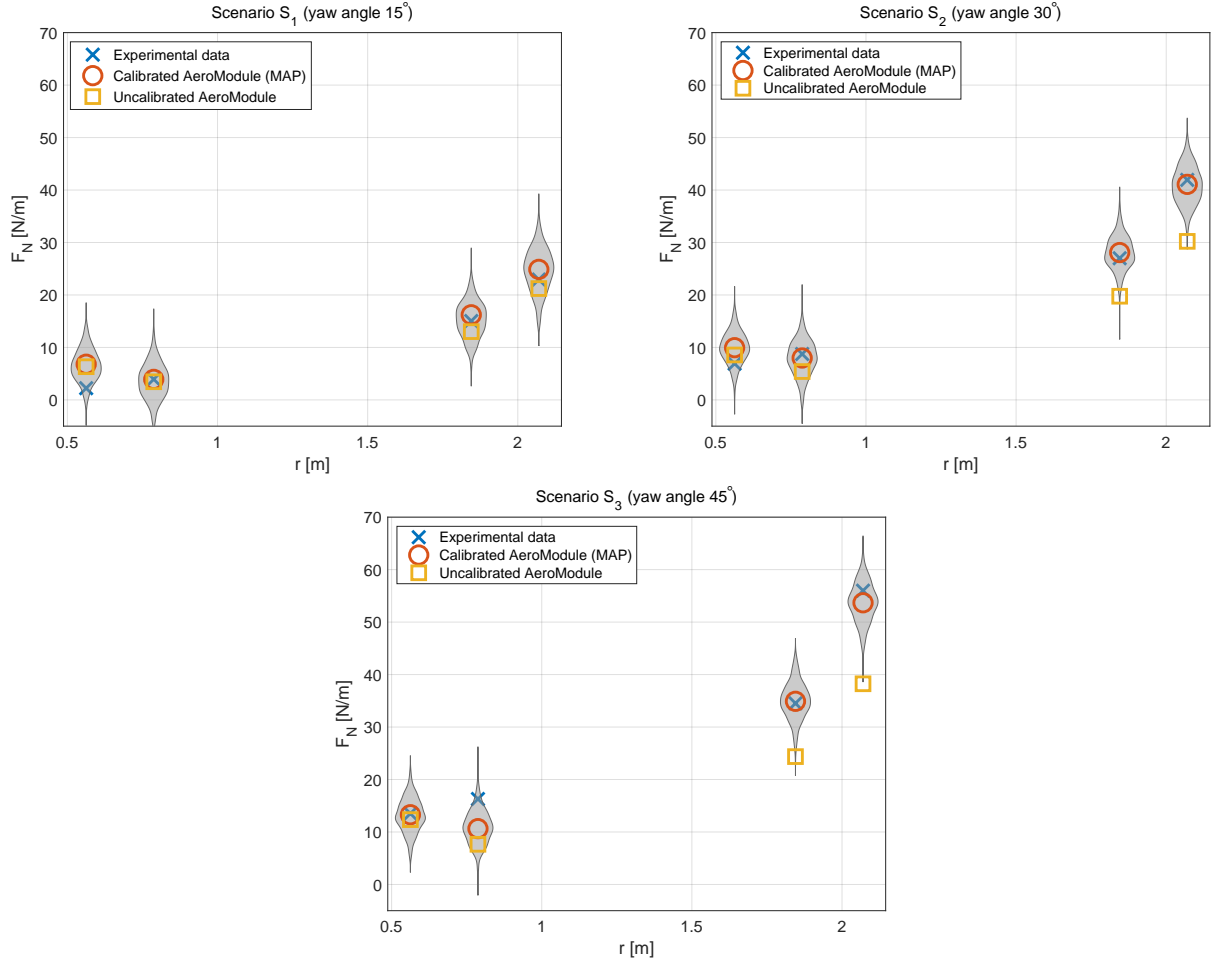 Scenario S1 (yaw angle 15°)
Experimental data
Calibrated AeroModule (MAP)
Uncalibrated AeroModule
70
60
50
40
30
20
10
0
FN [N/m]
0.5 1 1.5 2
r [m]
Scenario S2 (yaw angle 30°)
Experimental data
Calibrated AeroModule (MAP)
Uncalibrated AeroModule
70
60
50
40
30
20
10
0
FN [N/m]
0.5 1 1.5 2
r [m]
Scenario S3 (yaw angle 45°)
Experimental data
Calibrated AeroModule (MAP)
Uncalibrated AeroModule
70
60
50
40
30
20
10
0
FN [N/m]
0.5 1 1.5 2
r [m]